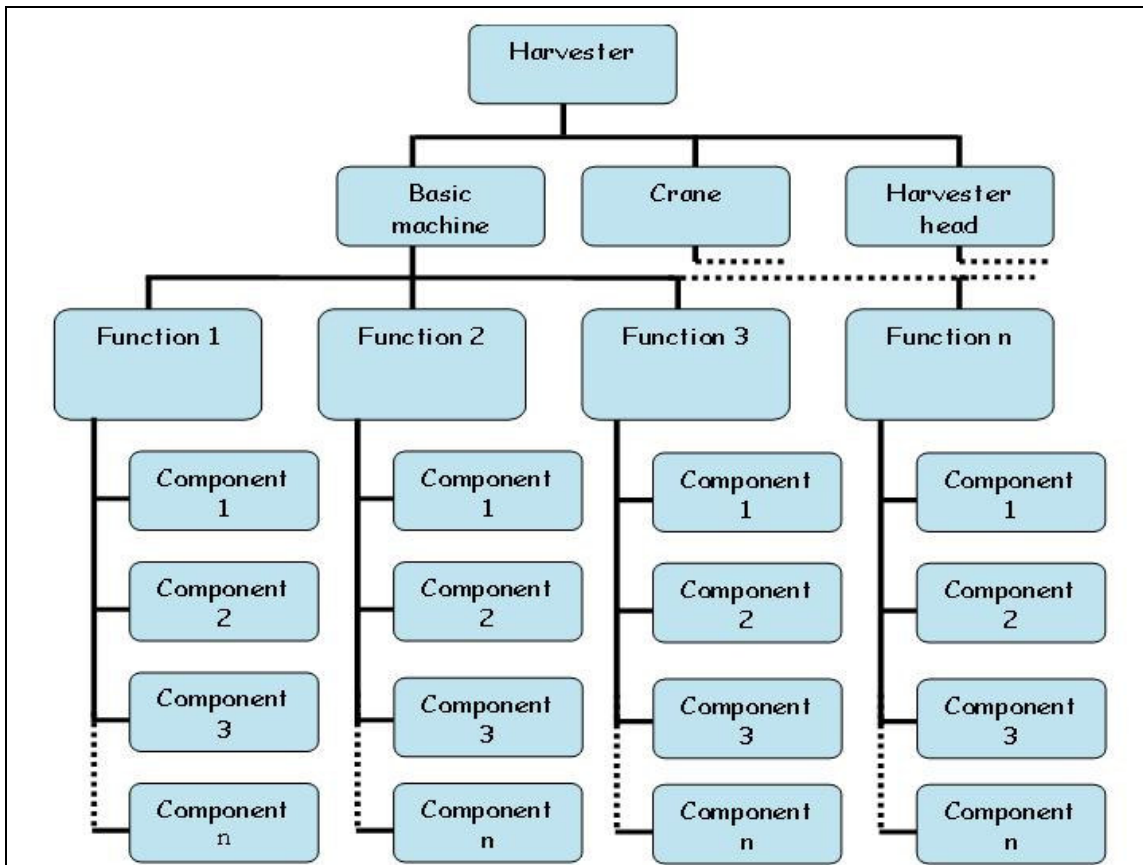 Harvester
Basic
machine
Crane
Harvester
head
Function 1
Function 2
Function 3
Function n
Component
1
Component
2
Component
3
Component
n
Component
1
Component
2
Component
3
Component
n
Component
1
Component
2
Component
3
Component
n
Component
1
Component
2
Component
3
Component
n